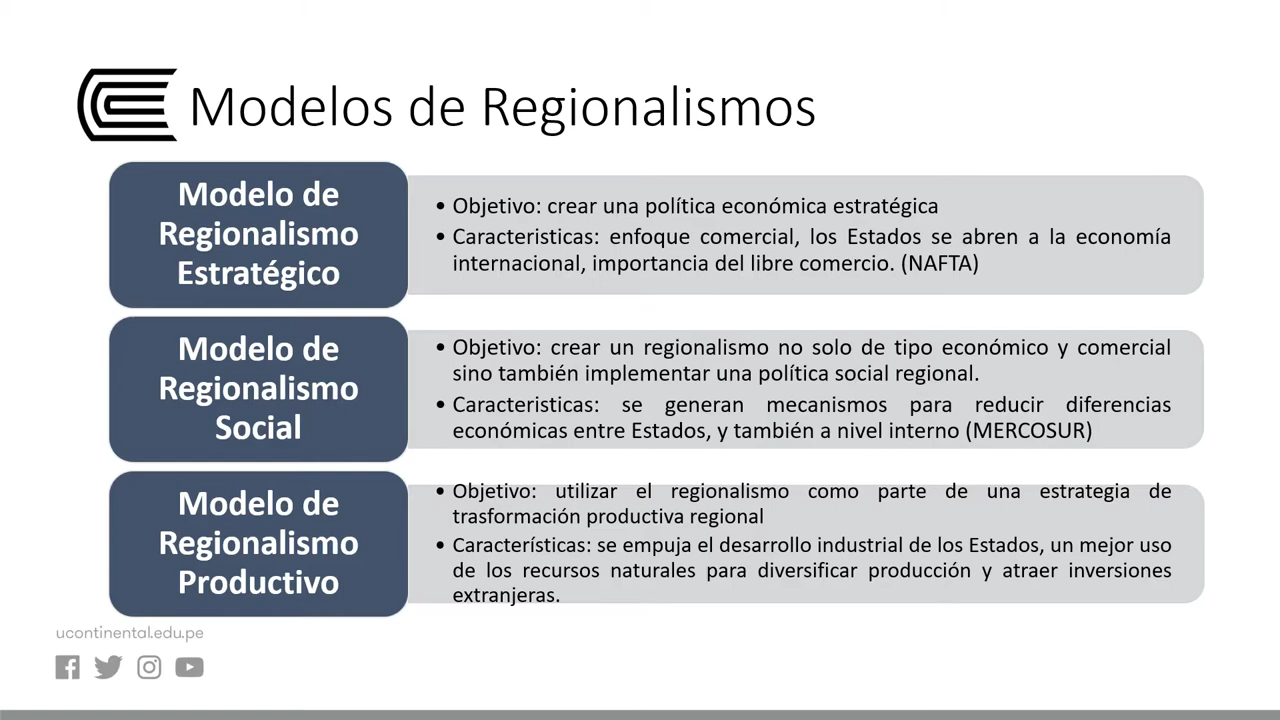 Modelos de Regionalismos
Modelo de
Regionalismo
Estratégico
• Objetivo: crear una política económica estratégica
• Caracteristicas: enfoque comercial, los Estados se abren a la economía
internacional, importancia del libre comercio. (NAFTA)
Modelo de
Regionalismo
Social
• Objetivo: crear un regionalismo no solo de tipo económico y comercial
sino también implementar una política social regional.
• Caracteristicas: se generan mecanismos para reducir diferencias
económicas entre Estados, y también a nivel interno (MERCOSUR)
Modelo de
Regionalismo
Productivo
• Objetivo: utilizar el regionalismo como parte de una estrategia de
trasformación productiva regional
• Características: se empuja el desarrollo industrial de los Estados, un mejor uso
de los recursos naturales para diversificar producción y atraer inversiones
extranjeras.
ucontinental.edu.pe